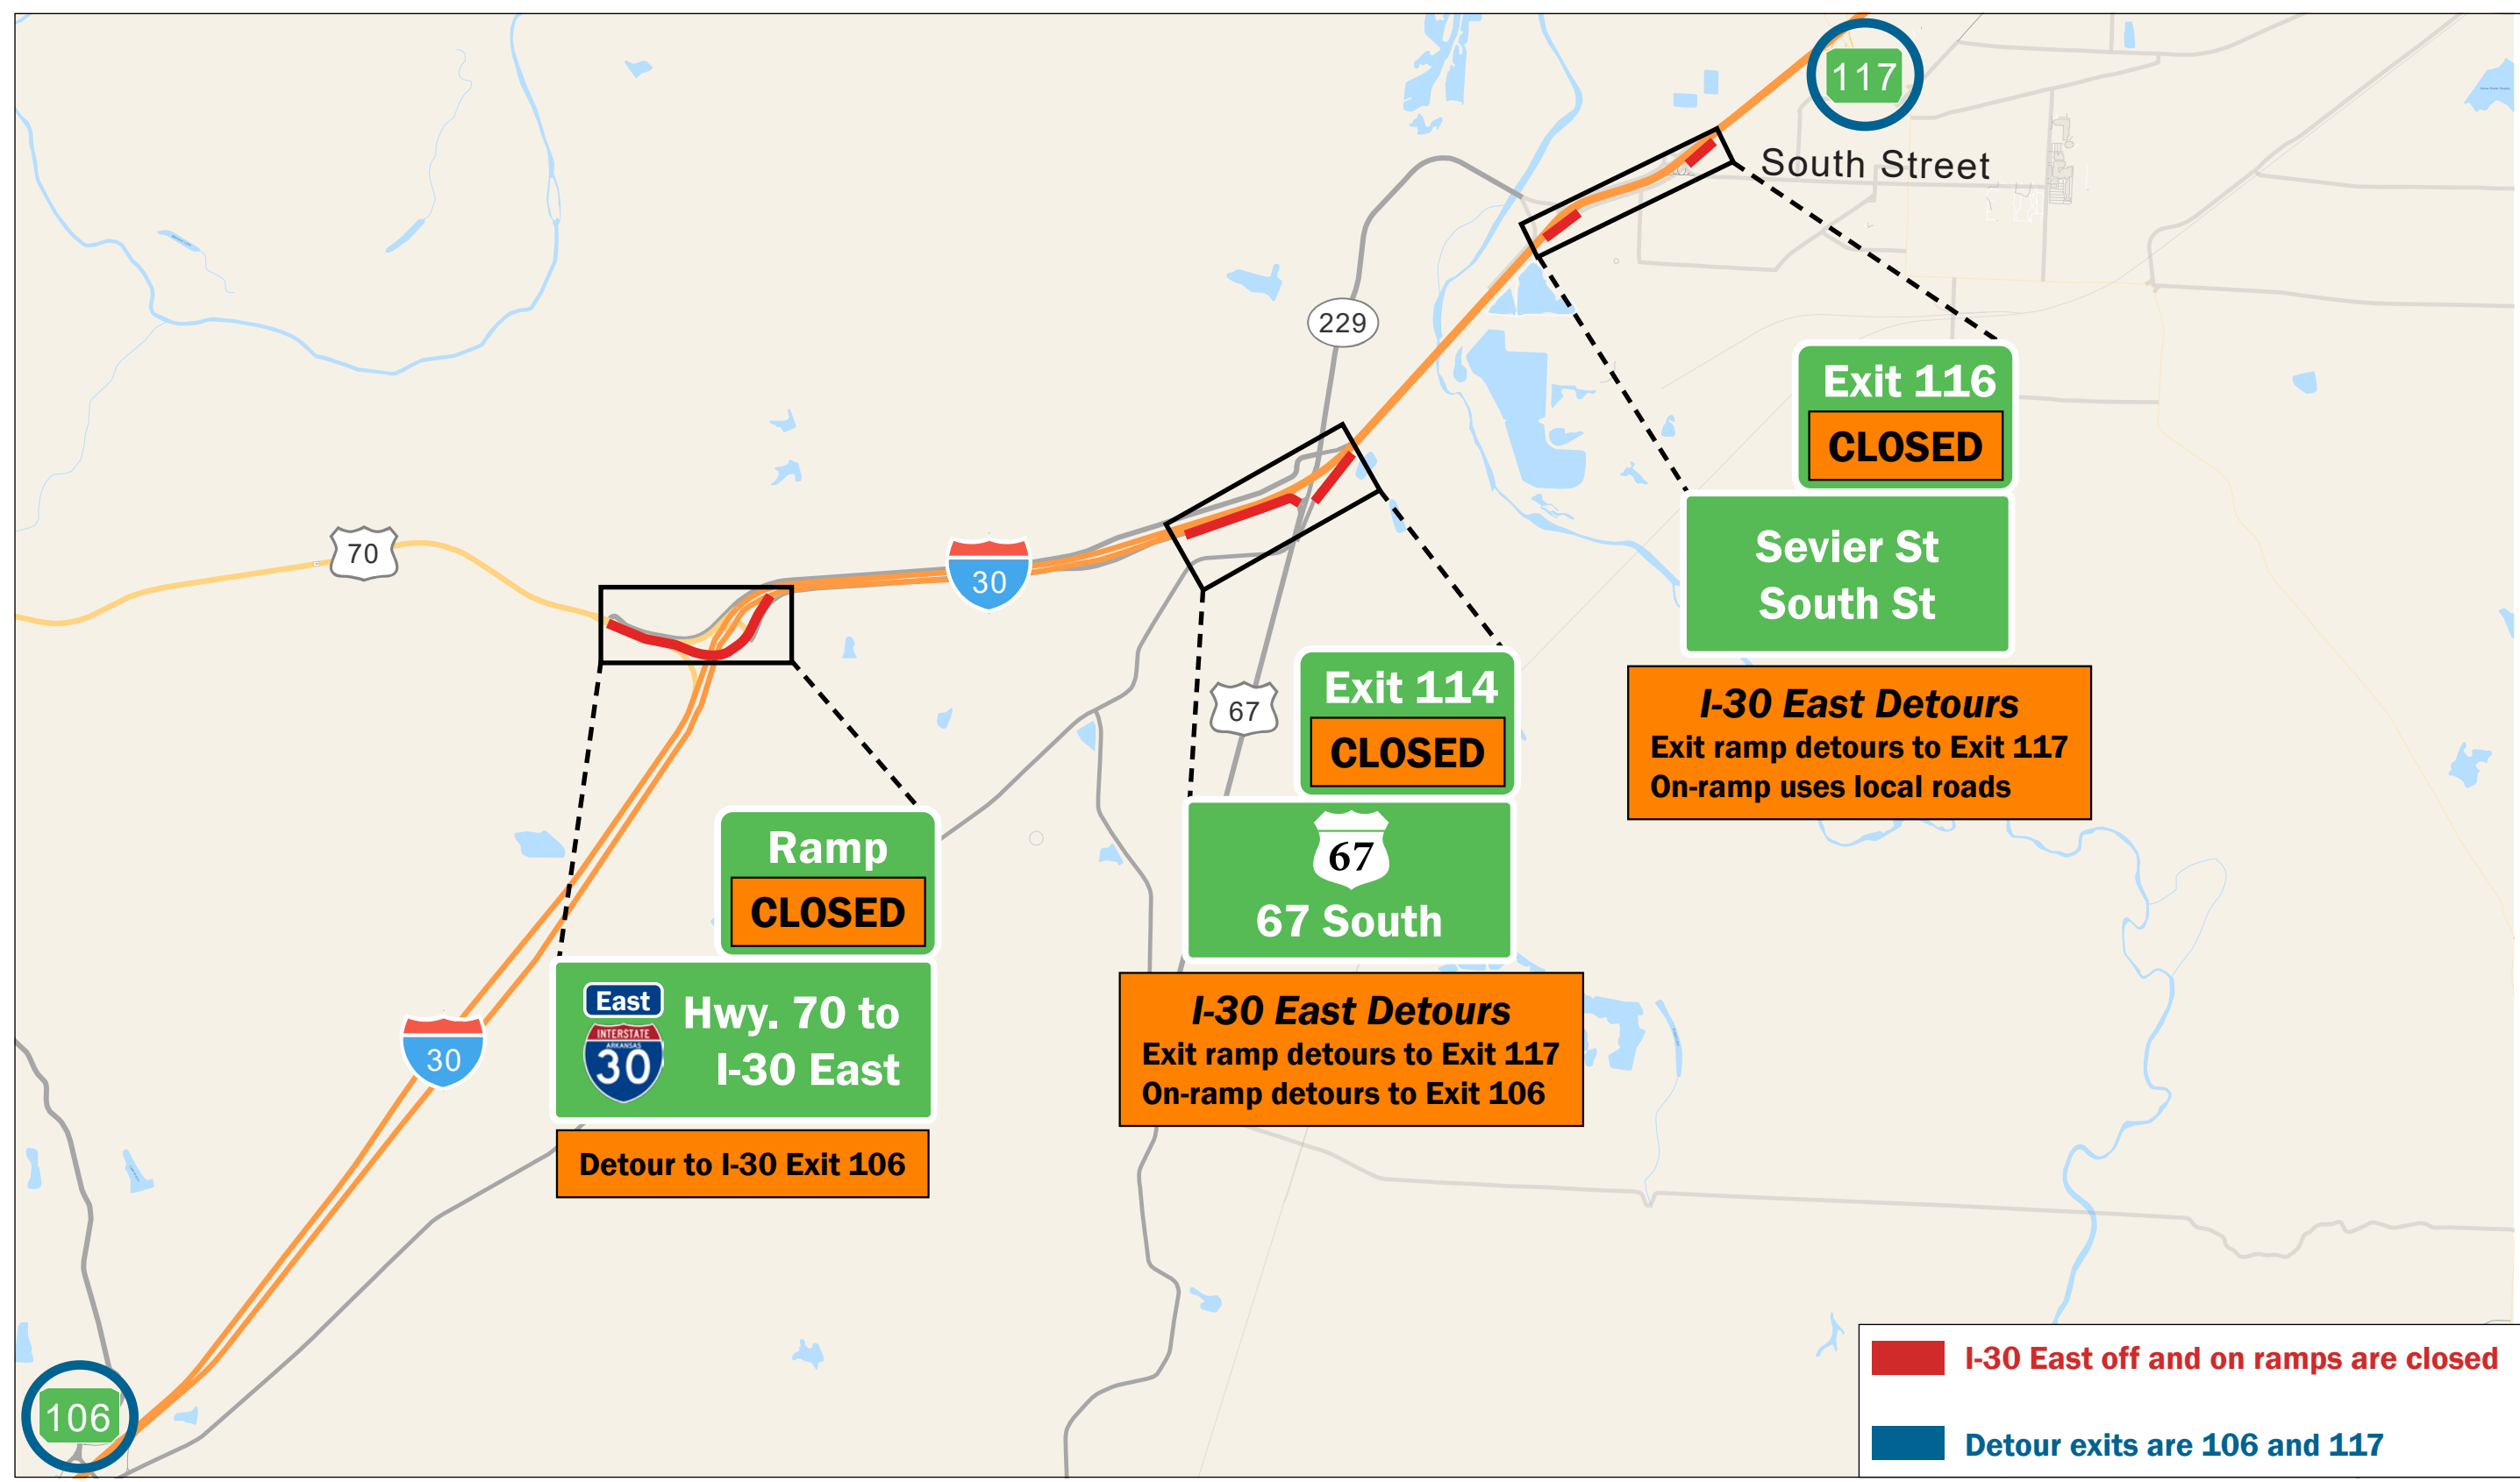 117
South Street
229
Exit 116
CLOSED
Sevier St
South St
I-30 East Detours
Exit ramp detours to Exit 117
On-ramp uses local roads
70
30
67
Exit 114
CLOSED
67
67 South
I-30 East Detours
Exit ramp detours to Exit 117
On-ramp detours to Exit 106
Ramp
CLOSED
East
INTERSTATE
ARKANSAS
30
Hwy. 70 to
I-30 East
Detour to I-30 Exit 106
30
106
I-30 East off and on ramps are closed
Detour exits are 106 and 117